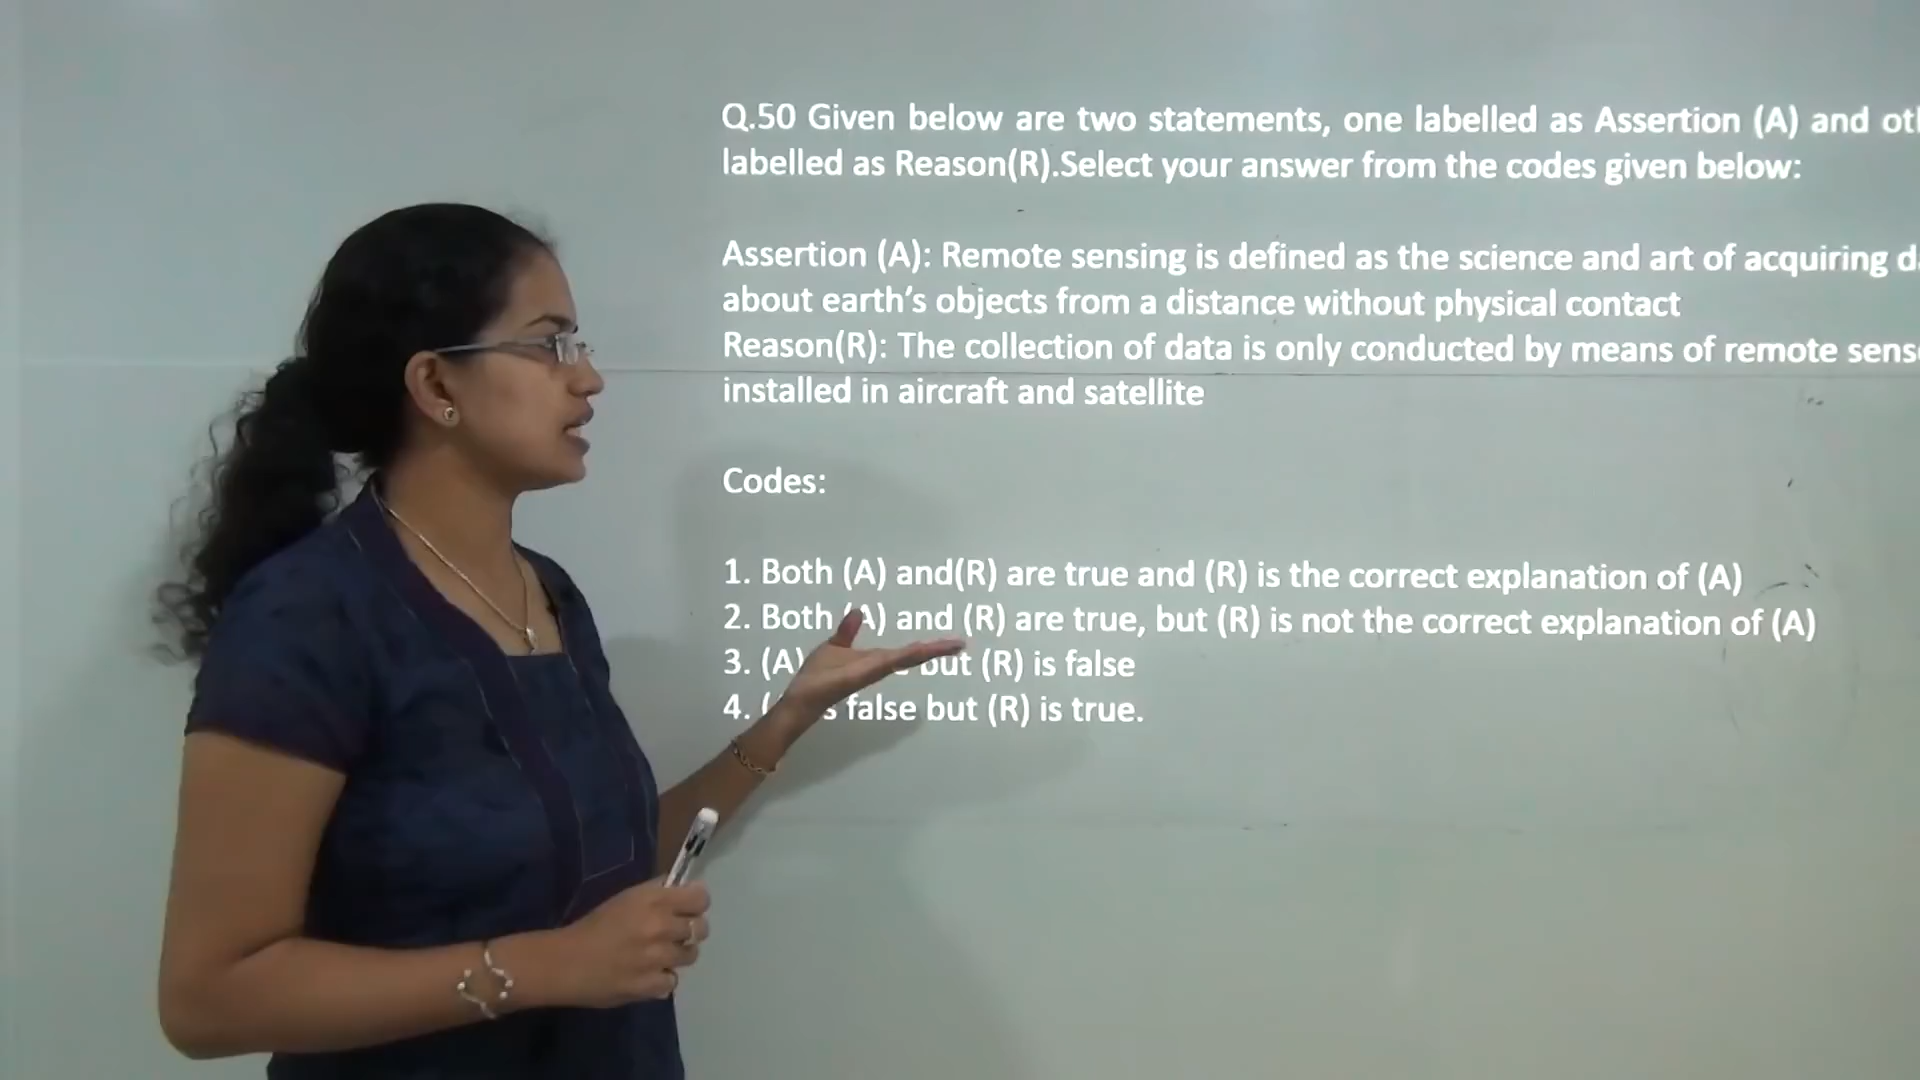 Q.50 Given below are two statements, one labelled as Assertion (A) and
labelled as Reason(R).Select your answer from the codes given below:
Assertion (A): Remote sensing is defined as the science and art of acquiring
about earth's objects from a distance without physical contact
Reason(R): The collection of data is only conducted by means of remote
installed in aircraft and satellite
Codes:
1. Both (A) and(R) are true and (R) is the correct explanation of (A)
2. Both (A) and (R) are true, but (R) is not the correct explanation of (A)
3. (A) but (R) is false
4. false but (R) is true.